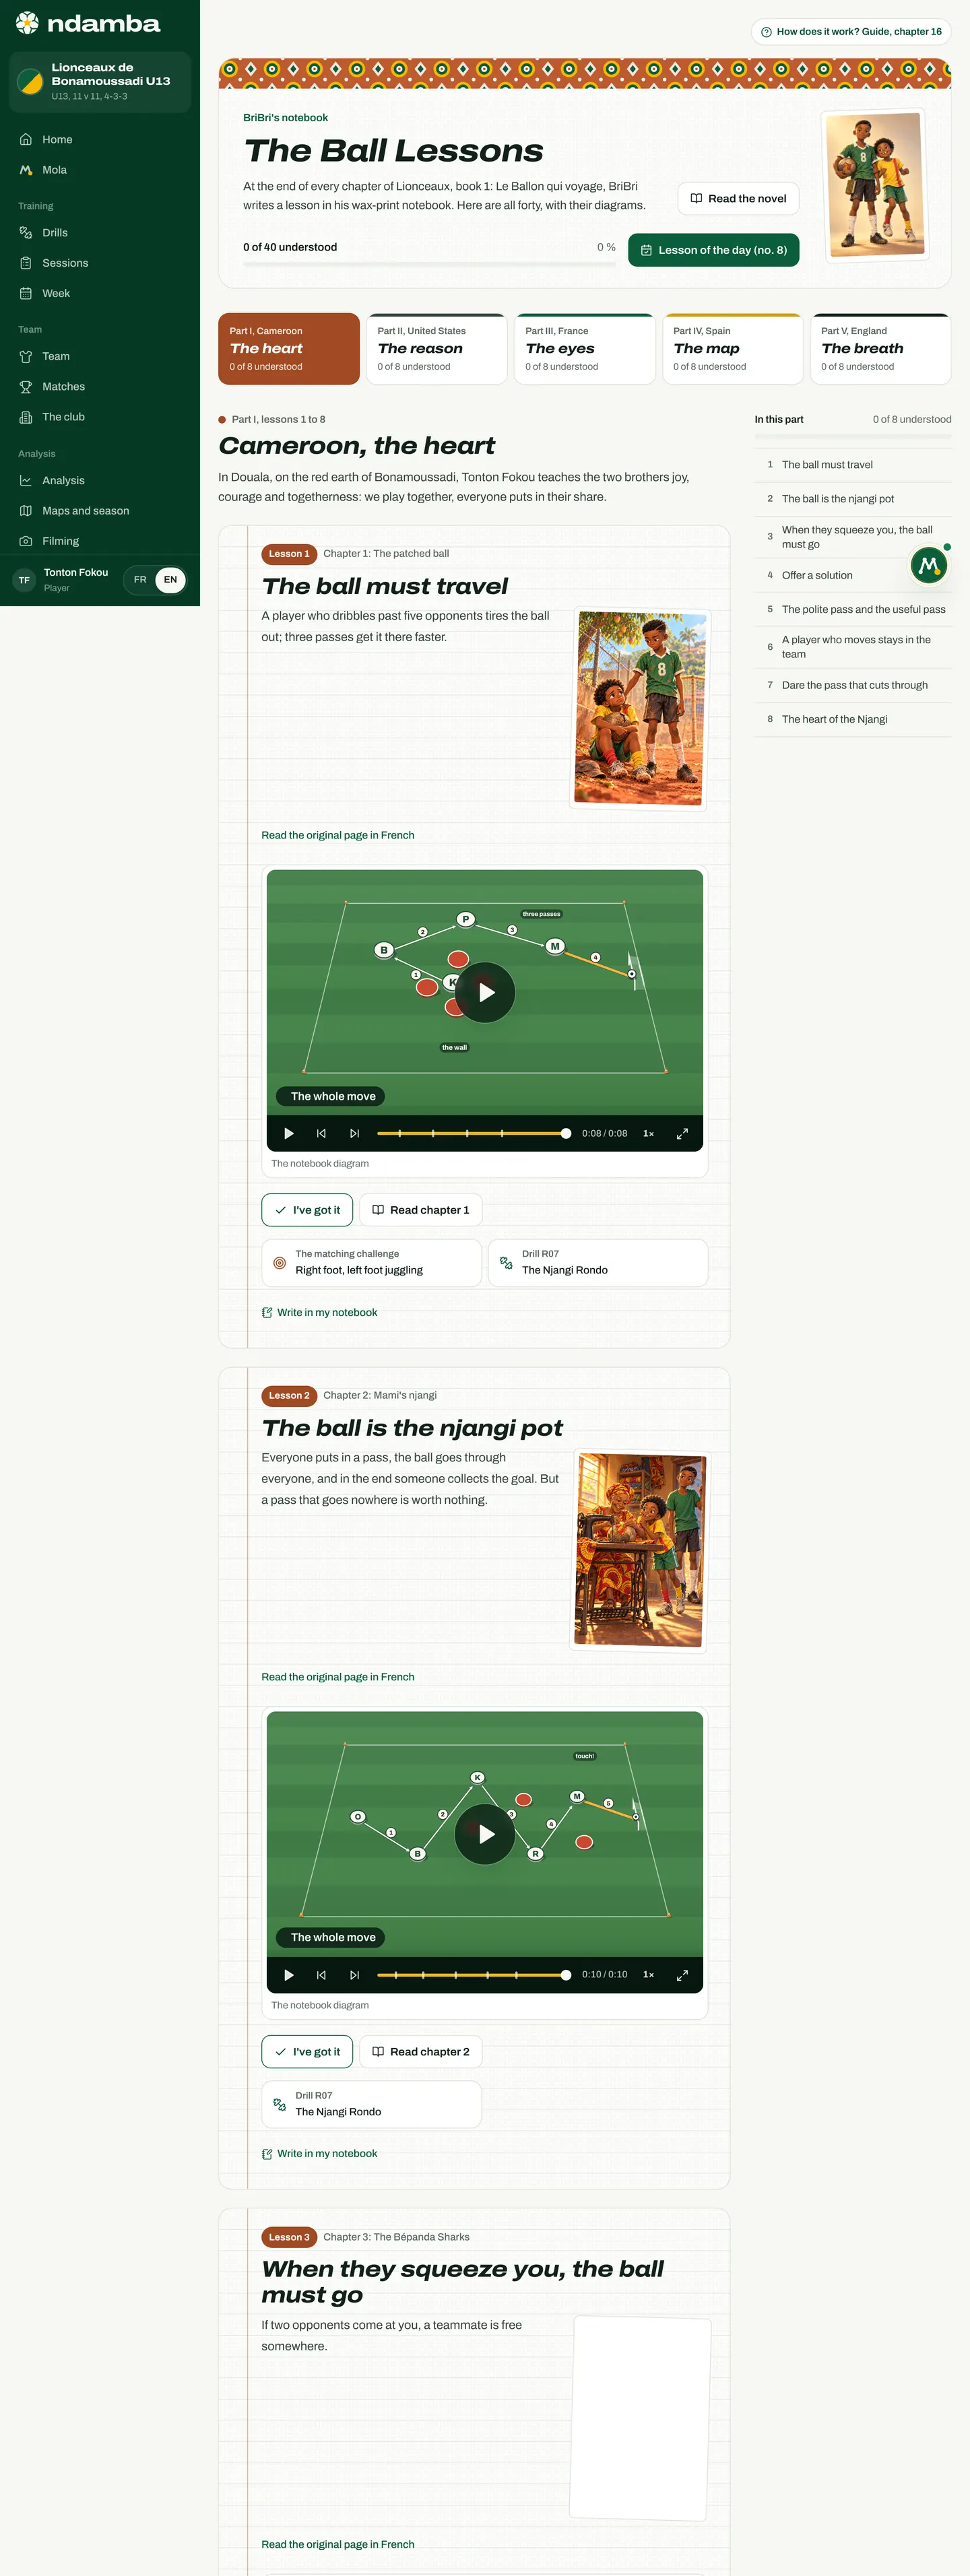 ndamba
Lionceaux de
Bonamoussadi U13
U13, 11 v 11, 4-3-3
Home
Mola
Training
Drills
Sessions
Week
Team
Team
Matches
The club
Analysis
Analysis
Maps and season
Filming
TF
Tonton Fokou
Player
FR
EN
How does it work? Guide, chapter 16
BriBri's notebook
The Ball Lessons
At the end of every chapter of Lionceaux, book 1: Le Ballon qui voyage, BriBri
writes a lesson in his wax-print notebook. Here are all forty, with their diagrams.
Read the novel
0 of 40 understood
0 %
Lesson of the day (no. 8)
8
Part I, Cameroon
The heart
0 of 8 understood
Part II, United States
The reason
0 of 8 understood
Part III, France
The eyes
0 of 8 understood
Part IV, Spain
The map
0 of 8 understood
Part V, England
The breath
0 of 8 understood
Part I, lessons 1 to 8
Cameroon, the heart
In Douala, on the red earth of Bonamoussadi, Tonton Fokou teaches the two brothers joy,
courage and togetherness: we play together, everyone puts in their share.
In this part
0 of 8 understood
1 The ball must travel
2 The ball is the njangi pot
3 When they squeeze you, the ball
must go
4 Offer a solution
5 The polite pass and the useful pass
6 A player who moves stays in the
team
7 Dare the pass that cuts through
8 The heart of the Njangi
M
Lesson 1
Chapter 1: The patched ball
The ball must travel
A player who dribbles past five opponents tires the ball
out; three passes get it there faster.
8
Read the original page in French
three passes
P
2
3
B
M
4
1
K
the wall
The whole move
0:08 / 0:08
1×
The notebook diagram
I've got it
Read chapter 1
The matching challenge
Right foot, left foot juggling
Drill R07
The Njangi Rondo
Write in my notebook
Lesson 2
Chapter 2: Mami's njangi
The ball is the njangi pot
Everyone puts in a pass, the ball goes through
everyone, and in the end someone collects the goal. But
a pass that goes nowhere is worth nothing.
Read the original page in French
touch!
K
M
5
O
2
3
4
1
B
R
The whole move
0:10 / 0:10
1×
The notebook diagram
I've got it
Read chapter 2
Drill R07
The Njangi Rondo
Write in my notebook
Lesson 3
Chapter 3: The Bépanda Sharks
When they squeeze you, the ball
must go
If two opponents come at you, a teammate is free
somewhere.
Read the original page in French